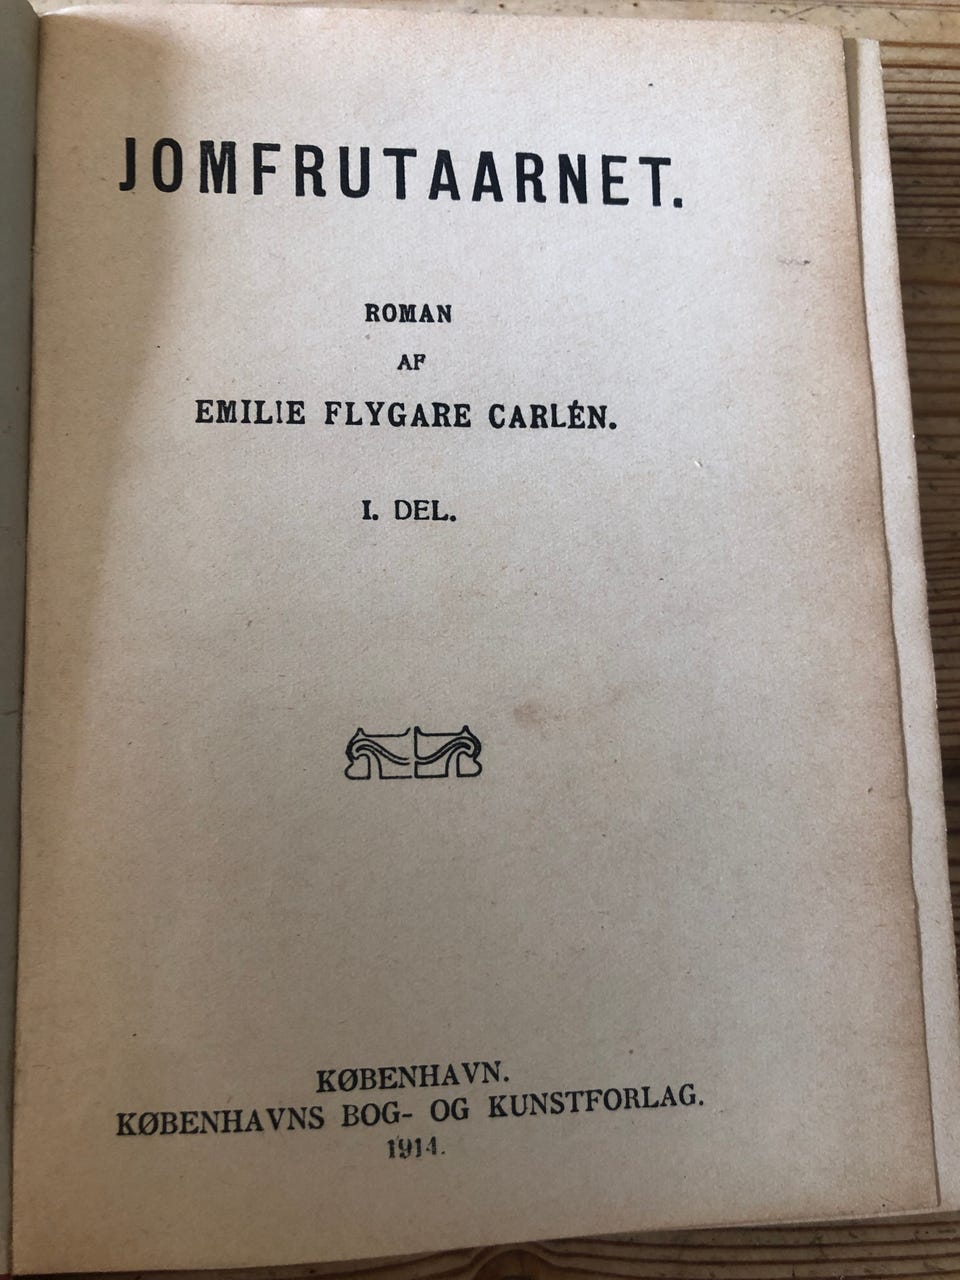 JOMFRUTAARNET.
ROMAN
AF
EMILIE FLYGARE CARLÉN.
I. DEL.
KØBENHAVN.
KØBENHAVNS BOG- OG KUNSTFORLAG.
1914.